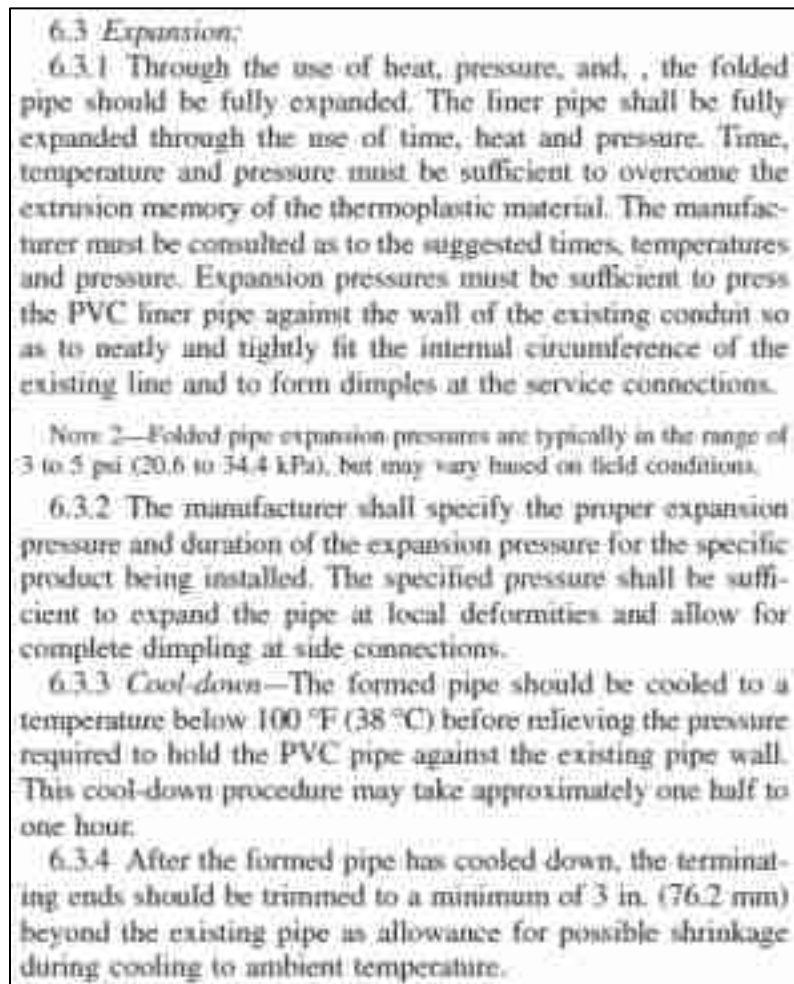 6.3 Expansion:
6.3.1 Through the use of heat, pressure, and, , the folded
pipe should be fully expanded. The liner pipe shall be fully
expanded through the use of time, heat and pressure. Time,
temperature and pressure must be sufficient to overcome the
extrusion memory of the thermoplastic material. The manufac-
turer must be consulted as to the suggested times, temperatures
and pressure. Expansion pressures must be sufficient to press
the PVC liner pipe against the wall of the existing conduit so
as to neatly and tightly fit the internal circumference of the
existing line and to form dimples at the service connections.
NOTE 2—Folded pipe expansion pressures are typically in the range of
3 to 5 psi (20.6 to 34.4 kPa), but may vary based on field conditions.
6.3.2 The manufacturer shall specify the proper expansion
pressure and duration of the expansion pressure for the specific
product being installed. The specified pressure shall be suffi-
cient to expand the pipe at local deformities and allow for
complete dimpling at side connections.
6.3.3 Cool-down—The formed pipe should be cooled to a
temperature below 100 °F (38 °C) before relieving the pressure
required to hold the PVC pipe against the existing pipe wall.
This cool-down procedure may take approximately one half to
one hour.
6.3.4 After the formed pipe has cooled down, the terminat-
ing ends should be trimmed to a minimum of 3 in. (76.2 mm)
beyond the existing pipe as allowance for possible shrinkage
during cooling to ambient temperature.